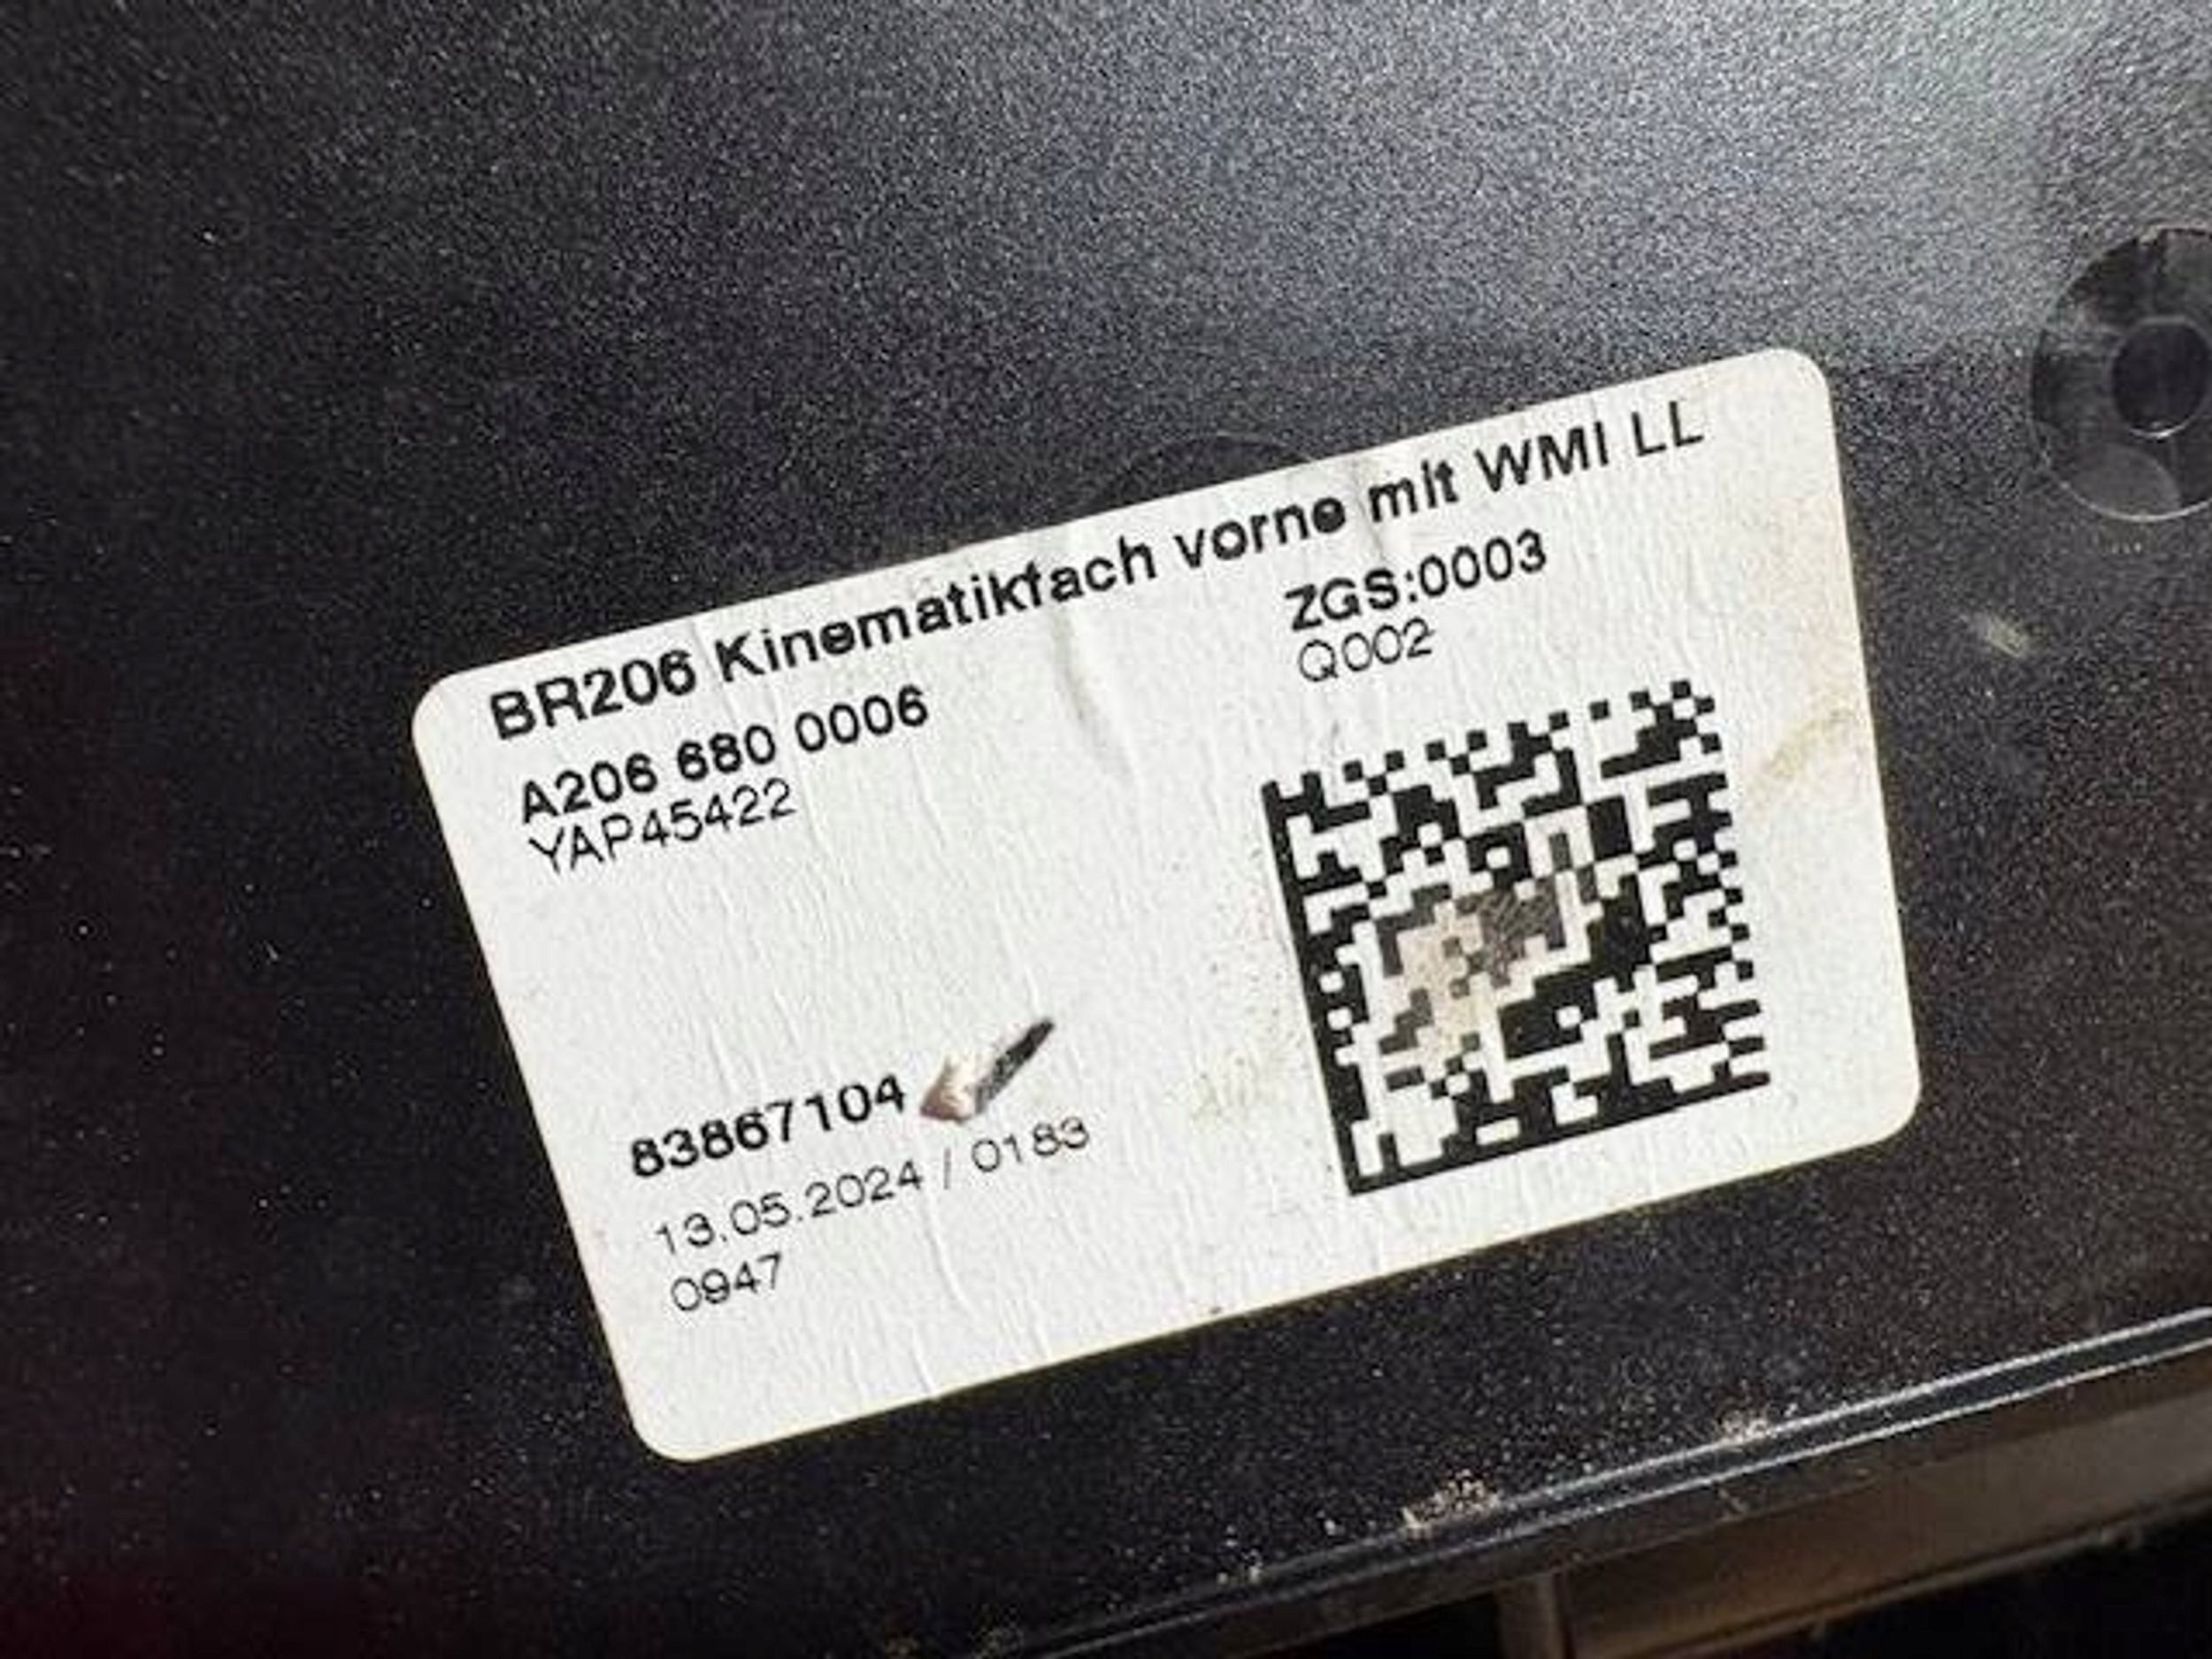 BR206 Kinematikfach vorne mit WMI LL
A206 680 0006
ZGS:0003
YAP45422
Q002
83867104
13.05.2024 / 0183
0947